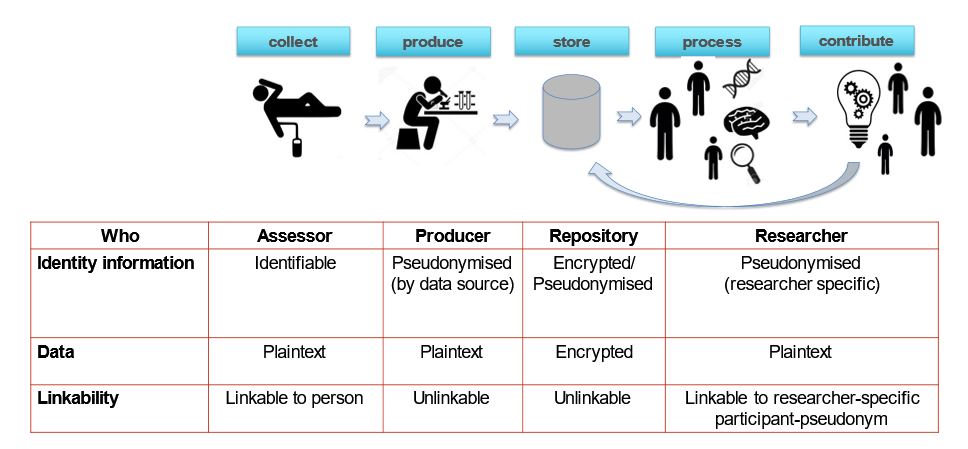 collect
produce
store
process
contribute
Who
Assessor
Producer
Repository
Researcher
Identity information
Identifiable
Pseudonymised
(by data source)
Encrypted/
Pseudonymised
Pseudonymised
(researcher specific)
Data
Plaintext
Plaintext
Encrypted
Plaintext
Linkability
Linkable to person
Unlinkable
Unlinkable
Linkable to researcher-specific
participant-pseudonym